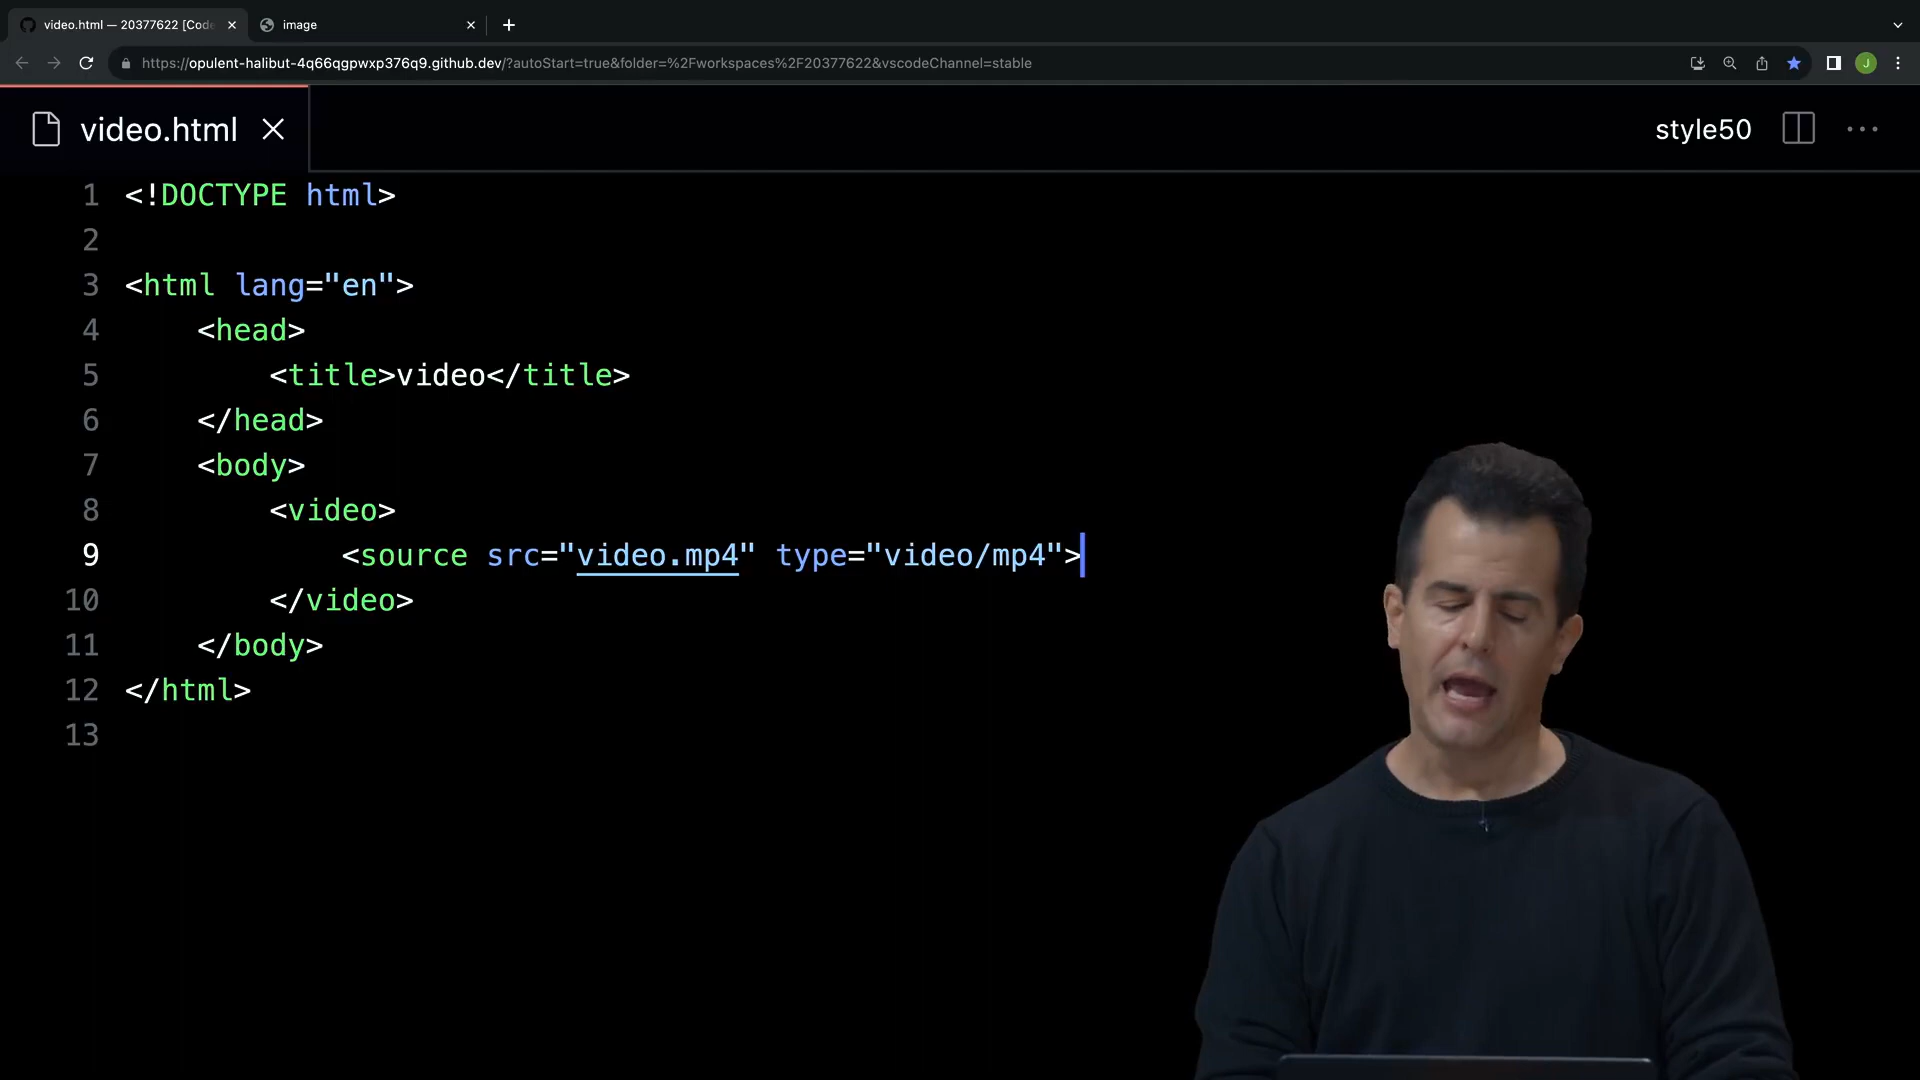 video.html — 20377622 [Code
image
https://opulent-halibut-4q66qgpwxp376q9.github.dev/?autoStart=true&folder=%2Fworkspaces%2F20377622&vscodeChannel=stable
J
video.html
style50
1 <!DOCTYPE html>
2
3 <html lang="en">
4 <head>
5 <title>video</title>
6 </head>
7 <body>
8 <video>
9 <source src="video.mp4" type="video/mp4">
10 </video>
11 </body>
12 </html>
13